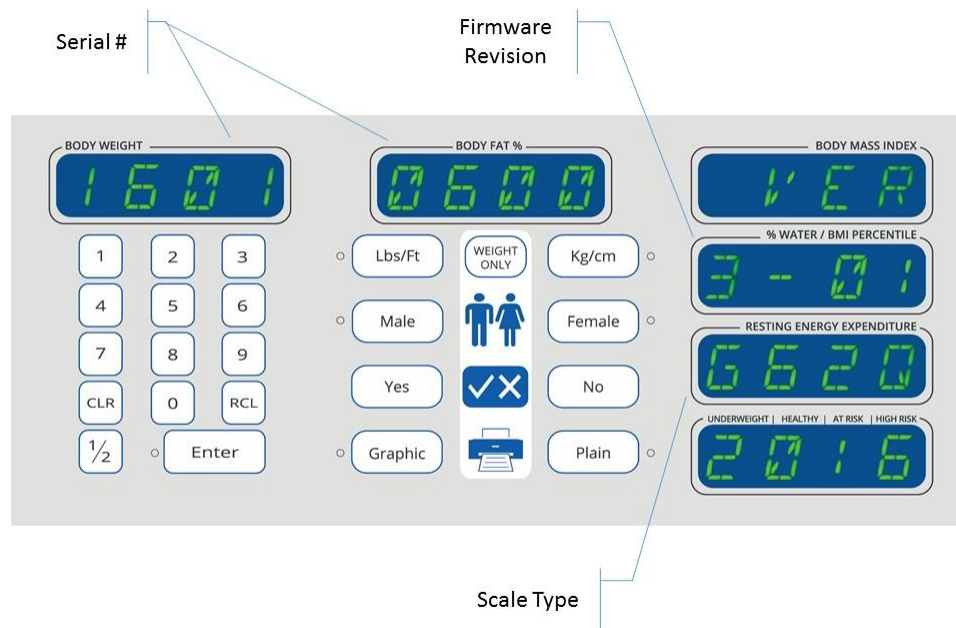 Serial #
Firmware
Revision
BODY WEIGHT
1601
BODY FAT %
0600
BODY MASS INDEX
VER
% WATER / BMI PERCENTILE
3-01
RESTING ENERGY EXPENDITURE
G620
UNDERWEIGHT | HEALTHY | AT RISK | HIGH RISK
2016
1 2 3
4 5 6
7 8 9
CLR 0 RCL
1/2 Enter
Lbs/Ft WEIGHT ONLY Kg/cm
Male Female
Yes No
Graphic Plain
Scale Type